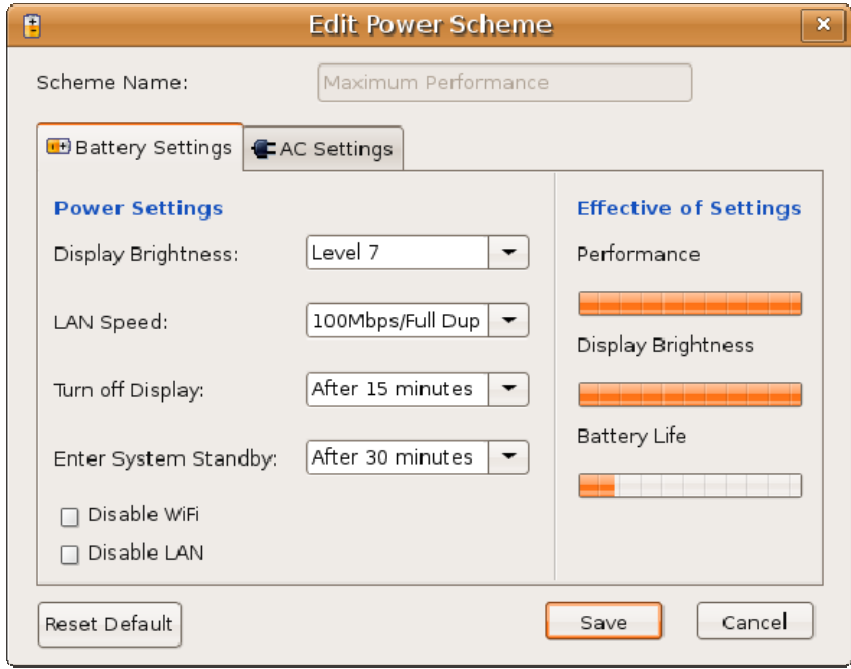 Edit Power Scheme
Scheme Name: Maximum Performance
Battery Settings AC Settings
Power Settings
Display Brightness: Level 7
LAN Speed: 100Mbps/Full Dup
Turn off Display: After 15 minutes
Enter System Standby: After 30 minutes
Disable WiFi
Disable LAN
Effective of Settings
Performance
Display Brightness
Battery Life
Reset Default Save Cancel